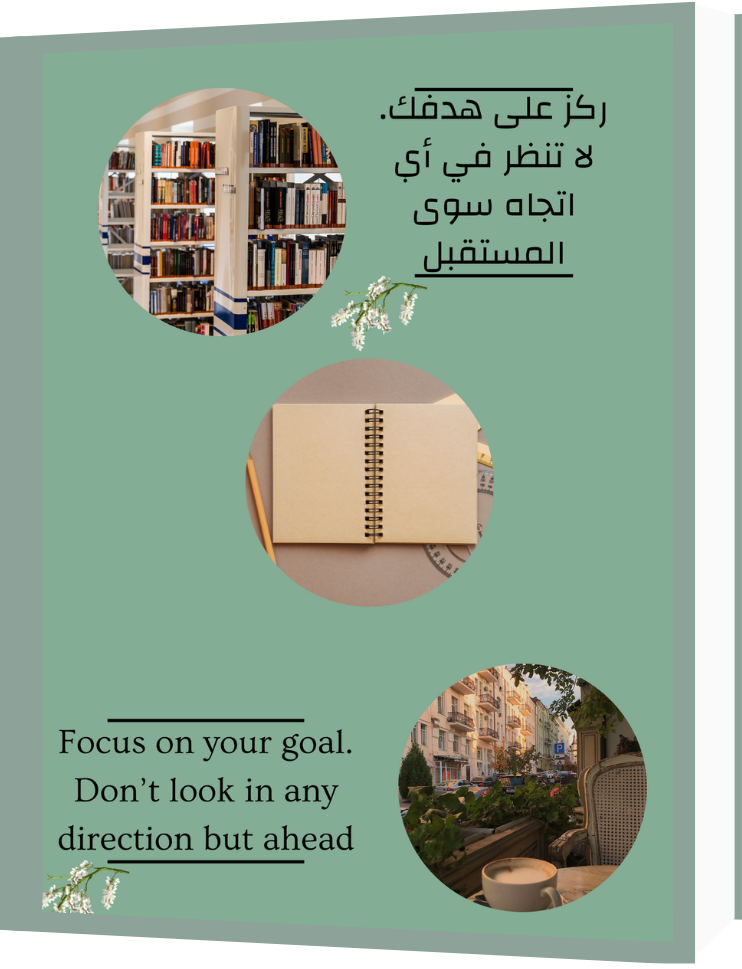 ركز على هدفك.
لا تنظر في أي
اتجاه سوى
المستقبل
P
Focus on your goal.
Don’t look in any
direction but ahead